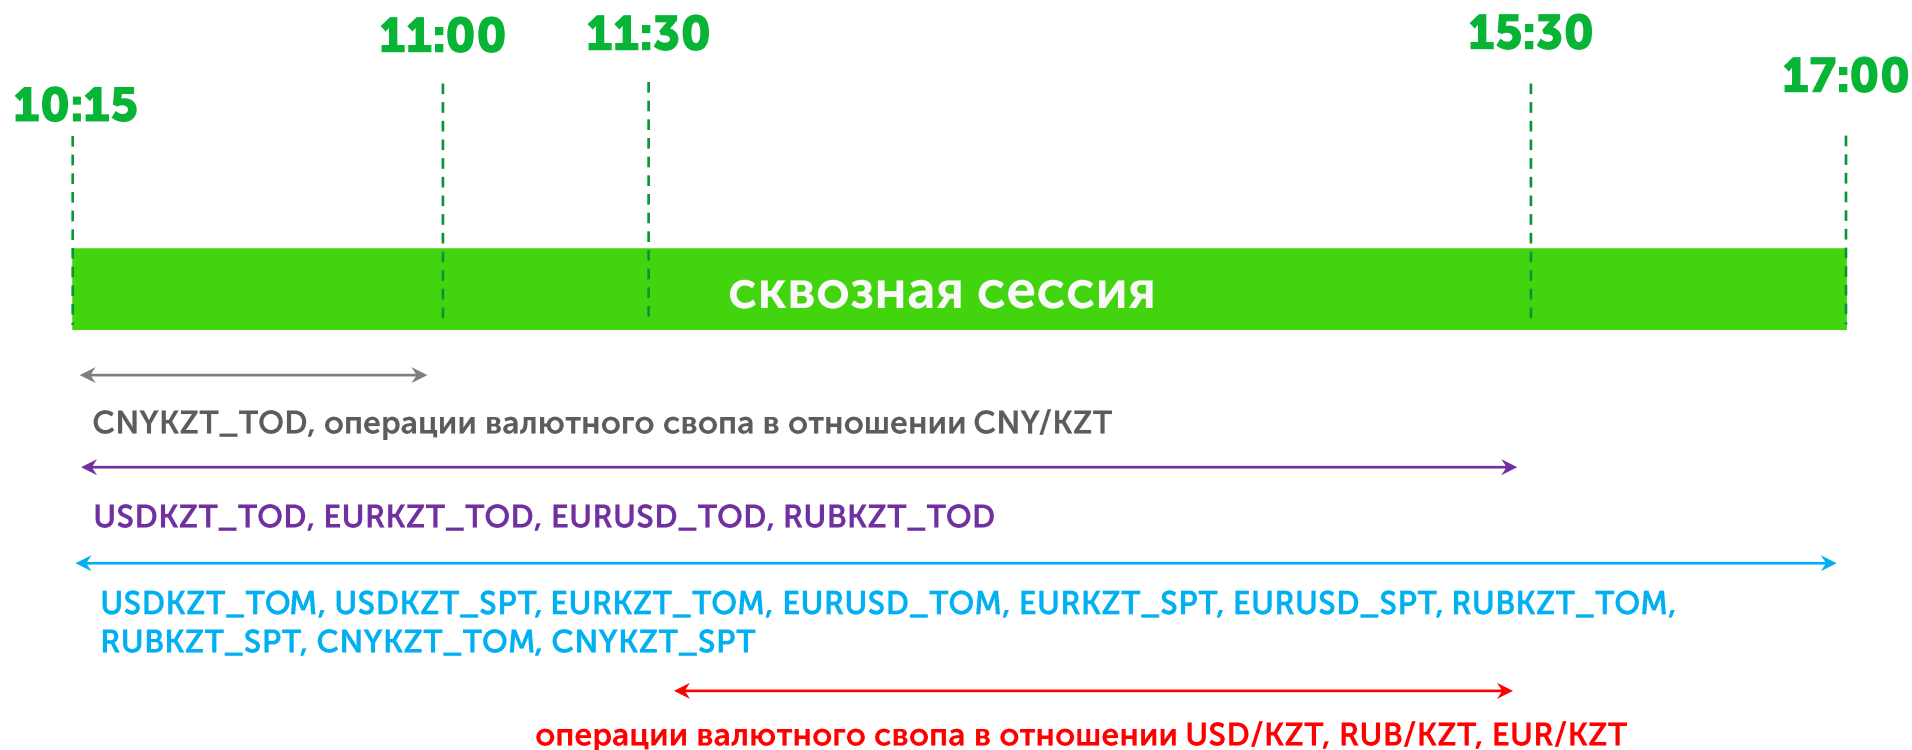 10:15
11:00
11:30
15:30
17:00
сквозная сессия
CNYKZT_TOD, операции валютного свопа в отношении CNY/KZT
USDKZT_TOD, EURKZT_TOD, EURUSD_TOD, RUBKZT_TOD
USDKZT_TOM, USDKZT_SPT, EURKZT_TOM, EURUSD_TOM, EURKZT_SPT, EURUSD_SPT, RUBKZT_TOM,
RUBKZT_SPT, CNYKZT_TOM, CNYKZT_SPT
операции валютного свопа в отношении USD/KZT, RUB/KZT, EUR/KZT